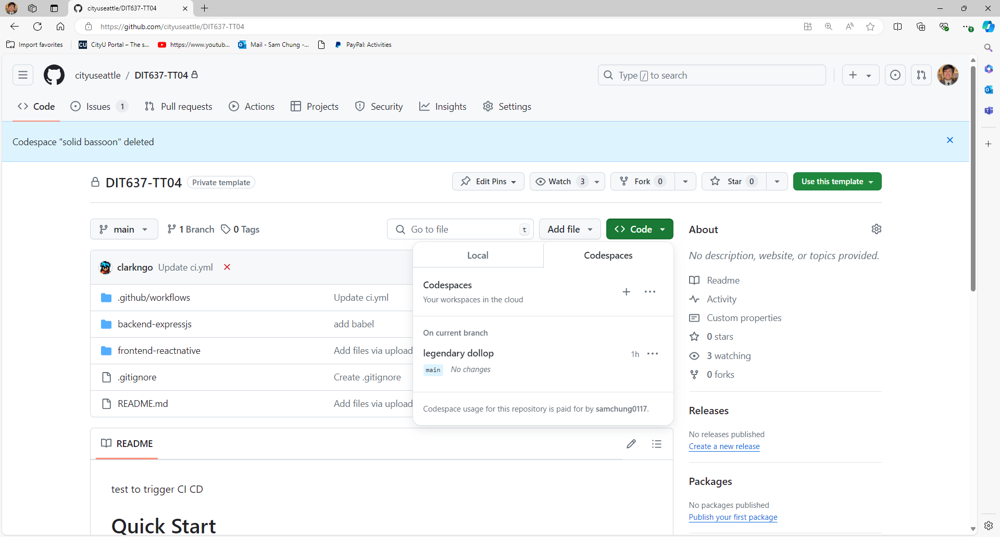 cityuseattle/DIT637-TT04
https://github.com/cityuseattle/DIT637-TT04
Import favorites
CU CityU Portal – The s...
https://www.youtub...
Mail - Sam Chung -...
PayPal: Activities
cityuseattle / DIT637-TT04
Type / to search
Code
Issues 1
Pull requests
Actions
Projects
Security
Insights
Settings
Codespace "solid bassoon" deleted
DIT637-TT04 Private template
Edit Pins
Watch 3
Fork 0
Star 0
Use this template
main
1 Branch
0 Tags
Go to file t
Add file
Code
Local
Codespaces
Codespaces
Your workspaces in the cloud
On current branch
legendary dollop
1h
main No changes
Codespace usage for this repository is paid for by samchung0117.
clarkngo Update ci.yml
.github/workflows Update ci.yml
backend-expressjs add babel
frontend-reactnative Add files via upload
.gitignore Create .gitignore
README.md Add files via upload
README
test to trigger CI CD
Quick Start
About
No description, website, or topics provided.
Readme
Activity
Custom properties
0 stars
3 watching
0 forks
Releases
No releases published
Create a new release
Packages
No packages published
Publish your first package